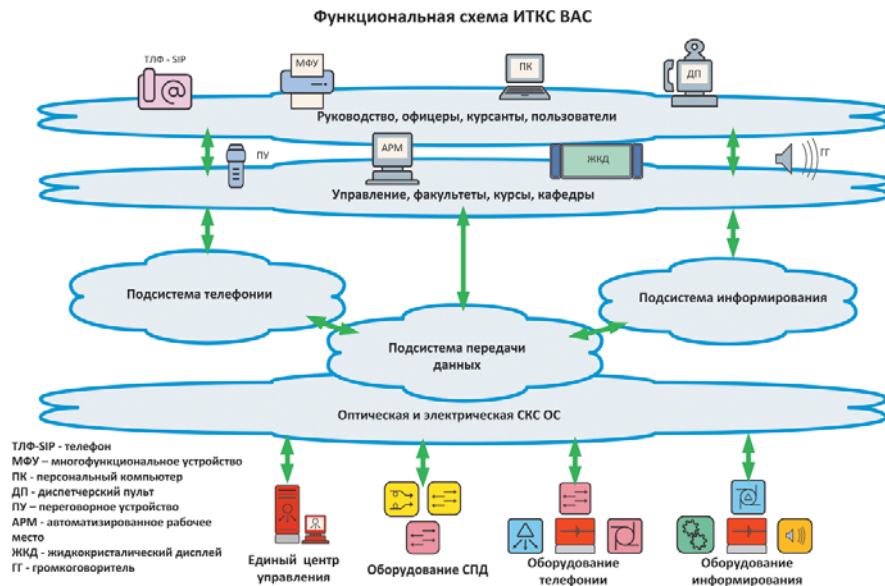 Функциональная схема ИТКС ВАС
ТЛФ - SIP
МФУ
ПК
ДП
Руководство, офицеры, курсанты, пользователи
ПУ
АРМ
ЖКД
ГГ
Управление, факультеты, курсы, кафедры
Подсистема телефонии
Подсистема информирования
Подсистема передачи
данных
Оптическая и электрическая СКС ОС
ТЛФ-SIP - телефон
МФУ – многофункциональное устройство
ПК - персональный компьютер
ДП - диспетчерский пульт
ПУ – переговорное устройство
АРМ - автоматизированное рабочее
место
ЖКД - жидкокристалический дисплей
ГГ - громкоговоритель
Единый центр
управления
Оборудование СПД
Оборудование
телефонии
Оборудование
информирования